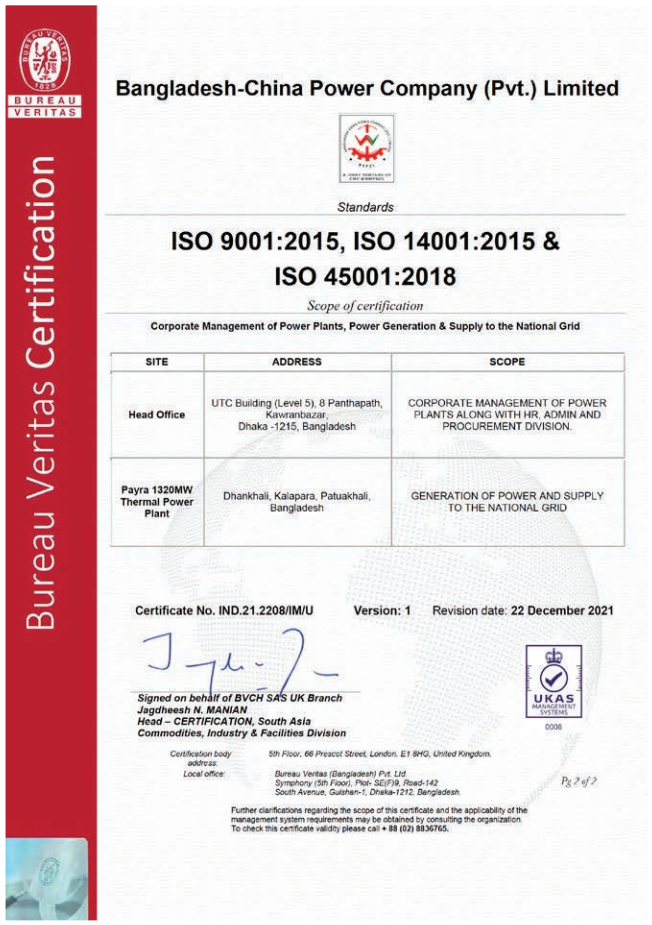 BUREAU VERITAS
1828
BUREAU
VERITAS
Bureau Veritas Certification
Bangladesh-China Power Company (Pvt.) Limited
Standards
ISO 9001:2015, ISO 14001:2015 &
ISO 45001:2018
Scope of certification
Corporate Management of Power Plants, Power Generation & Supply to the National Grid
SITE ADDRESS SCOPE
Head Office
UTC Building (Level 5), 8 Panthapath,
Kawranbazar,
Dhaka -1215, Bangladesh
CORPORATE MANAGEMENT OF POWER
PLANTS ALONG WITH HR, ADMIN AND
PROCUREMENT DIVISION.
Payra 1320MW
Thermal Power
Plant
Dhankhali, Kalapara, Patuakhali,
Bangladesh
GENERATION OF POWER AND SUPPLY
TO THE NATIONAL GRID
Certificate No. IND.21.2208/IM/U Version: 1 Revision date: 22 December 2021
Signed on behalf of BVCH SAS UK Branch
Jagdheesh N. MANIAN
Head – CERTIFICATION, South Asia
Commodities, Industry & Facilities Division
UKAS
MANAGEMENT
SYSTEMS
0008
Certification body
address:
5th Floor, 66 Prescot Street, London, E1 8HG, United Kingdom.
Local office:
Bureau Veritas (Bangladesh) Pvt. Ltd.
Symphony (5th Floor), Plot- SE(F)9, Road-142
South Avenue, Gulshan-1, Dhaka-1212, Bangladesh.
Pg 2 of 2
Further clarifications regarding the scope of this certificate and the applicability of the
management system requirements may be obtained by consulting the organization.
To check this certificate validity please call + 88 (02) 8836765.